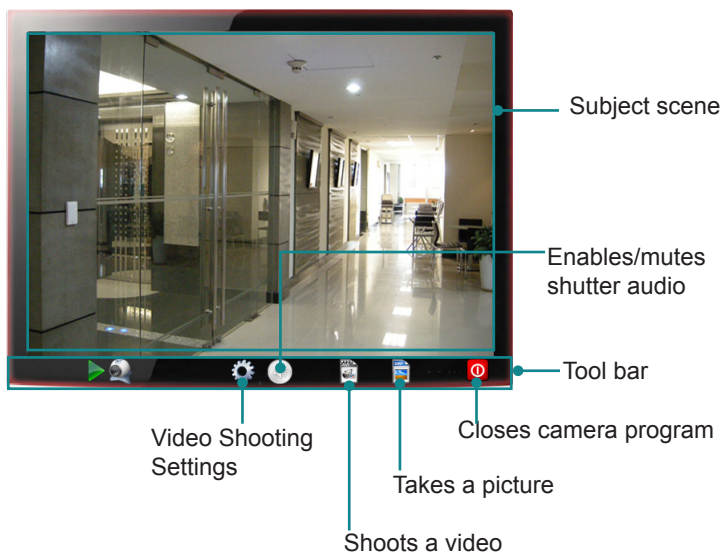 Subject scene
Enables/mutes
shutter audio
Tool bar
Closes camera program
Video Shooting
Settings
Takes a picture
Shoots a video